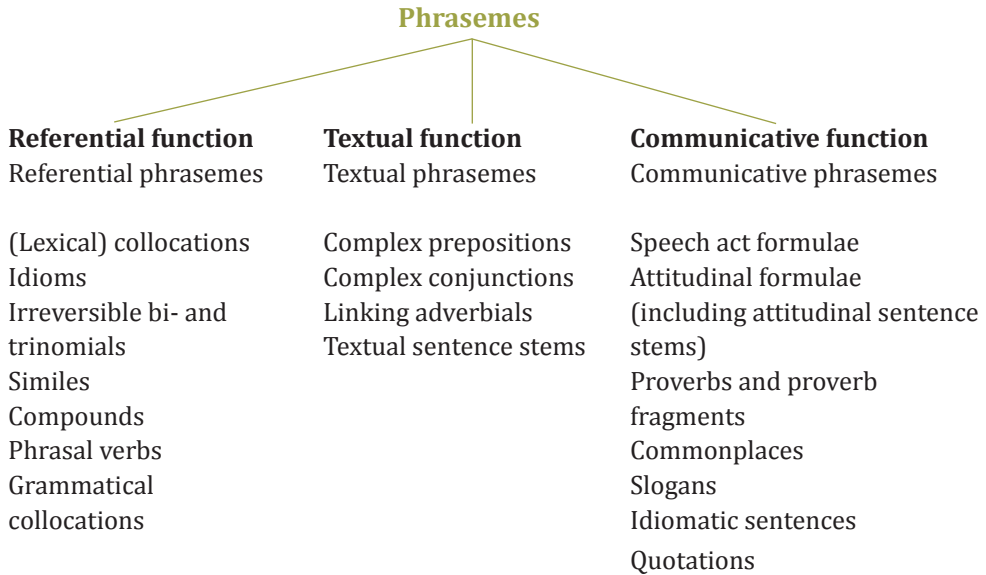 Phrasemes
Referential function
Referential phrasemes
(Lexical) collocations
Idioms
Irreversible bi- and
trinomials
Similes
Compounds
Phrasal verbs
Grammatical
collocations
Textual function
Textual phrasemes
Complex prepositions
Complex conjunctions
Linking adverbials
Textual sentence stems
Communicative function
Communicative phrasemes
Speech act formulae
Attitudinal formulae
(including attitudinal sentence
stems)
Proverbs and proverb
fragments
Commonplaces
Slogans
Idiomatic sentences
Quotations